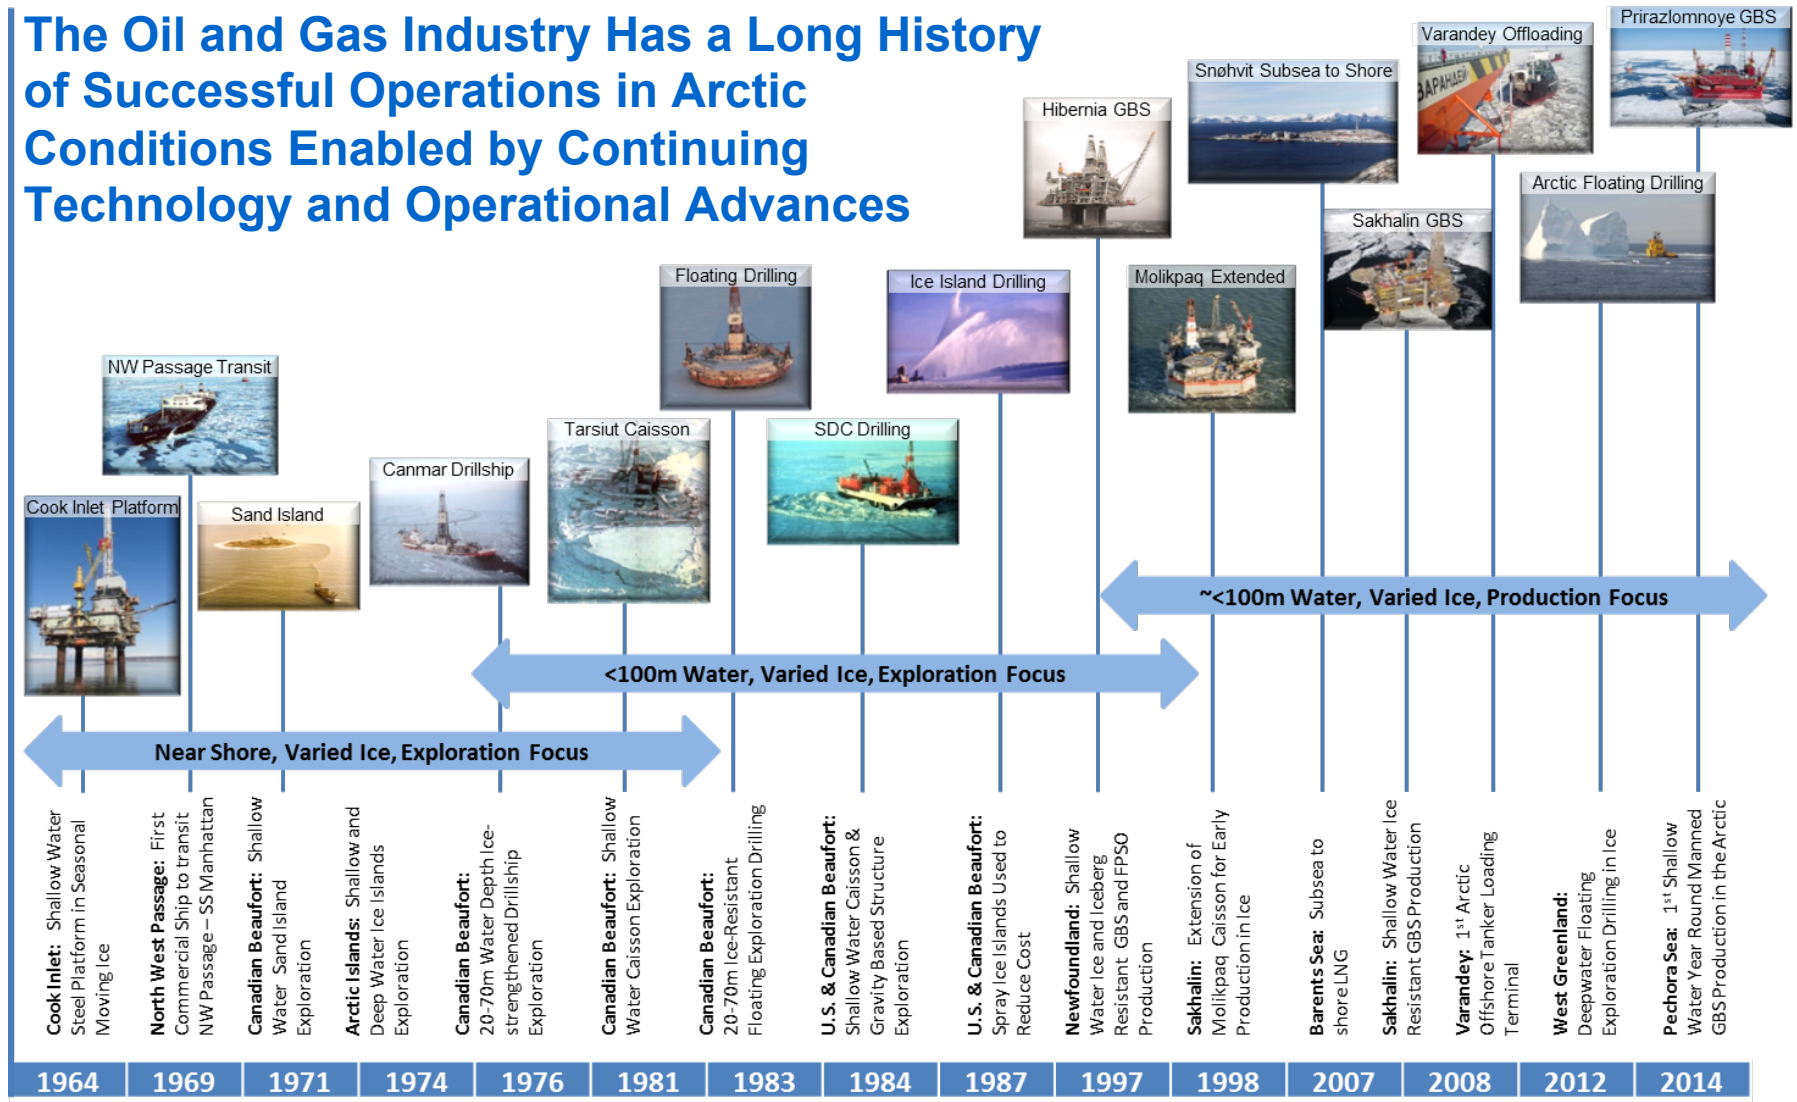 The Oil and Gas Industry Has a Long History
of Successful Operations in Arctic
Conditions Enabled by Continuing
Technology and Operational Advances
Cook Inlet Platform
NW Passage Transit
Sand Island
Canmar Drillship
Tarsiut Caisson
Floating Drilling
SDC Drilling
Ice Island Drilling
Hibernia GBS
Molikpaq Extended
Snøhvit Subsea to Shore
Sakhalin GBS
Varandey Offloading
ВАРАНДЕЙ
Arctic Floating Drilling
Prirazlomnoye GBS
~<100m Water, Varied Ice, Production Focus
<100m Water, Varied Ice, Exploration Focus
Near Shore, Varied Ice, Exploration Focus
Cook Inlet: Shallow Water
Steel Platform in Seasonal
Moving Ice
North West Passage: First
Commercial Ship to transit
NW Passage – SS Manhattan
Canadian Beaufort: Shallow
Water Sand Island
Exploration
Arctic Islands: Shallow and
Deep Water Ice Islands
Exploration
Canadian Beaufort:
20-70m Water Depth Ice-
strengthened Drillship
Exploration
Canadian Beaufort: Shallow
Water Caisson Exploration
Canadian Beaufort:
20-70m Ice-Resistant
Floating Exploration Drilling
U.S. & Canadian Beaufort:
Shallow Water Caisson &
Gravity Based Structure
Exploration
U.S. & Canadian Beaufort:
Spray Ice Islands Used to
Reduce Cost
Newfoundland: Shallow
Water Ice and Iceberg
Resistant GBS and FPSO
Production
Sakhalin: Extension of
Molikpaq Caisson for Early
Production in Ice
Barents Sea: Subsea to
shore LNG
Sakhalin: Shallow Water Ice
Resistant GBS Production
Varandey: 1st Arctic
Offshore Tanker Loading
Terminal
West Greenland:
Deepwater Floating
Exploration Drilling in Ice
Pechora Sea: 1st Shallow
Water Year Round Manned
GBS Production in the Arctic
1964 1969 1971 1974 1976 1981 1983 1984 1987 1997 1998 2007 2008 2012 2014